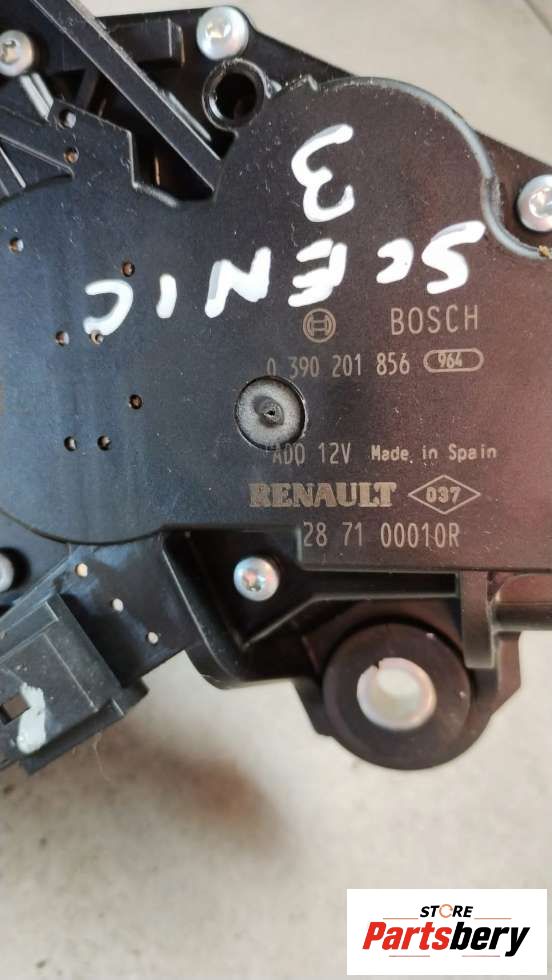 SCENIC
3
BOSCH
0 390 201 856 964
A00 12V Made in Spain
RENAULT 037
28 71 00010R
STORE
Partsbery